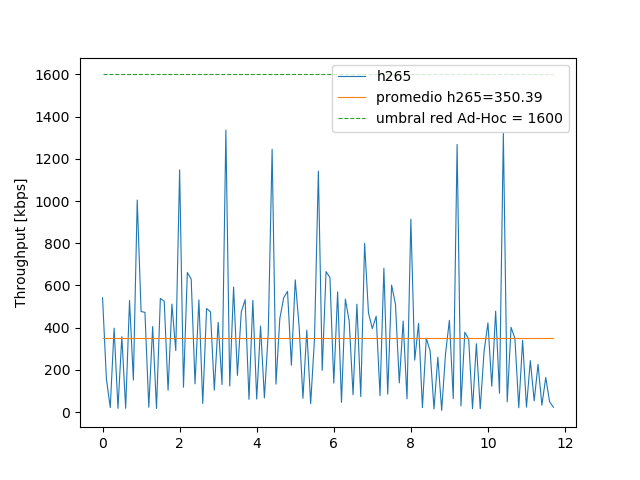 h265
promedio h265=350.39
umbral red Ad-Hoc = 1600
Throughput [kbps]
1600
1400
1200
1000
800
600
400
200
0
0 2 4 6 8 10 12